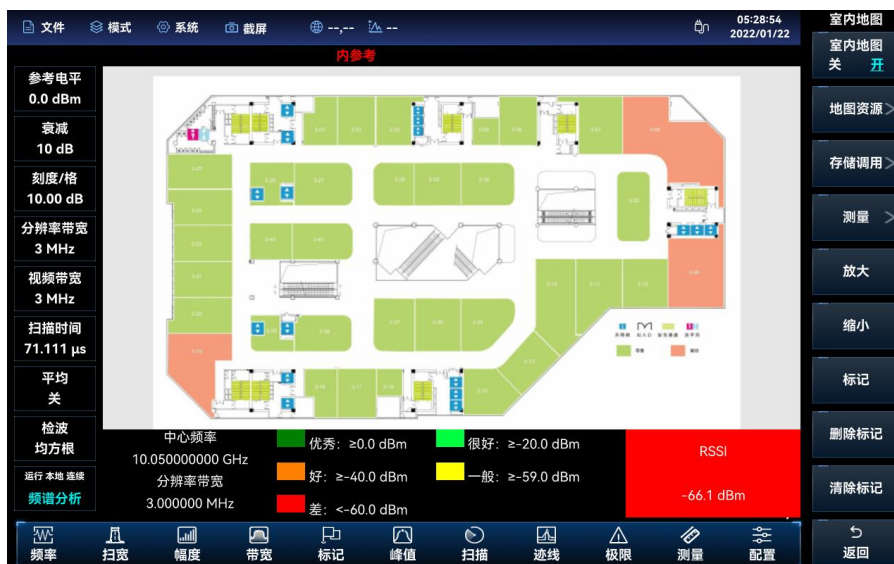 文件
模式
系统
截屏
--,--
--
05:28:54
2022/01/22
内参考
参考电平
0.0 dBm
衰减
10 dB
刻度/格
10.00 dB
分辨率带宽
3 MHz
视频带宽
3 MHz
扫描时间
71.111 μs
平均
关
检波
均方根
运行 本地 连续
频谱分析
中心频率
10.050000000 GHz
分辨率带宽
3.000000 MHz
优秀：≥0.0 dBm
很好：≥-20.0 dBm
好：≥-40.0 dBm
一般：≥-59.0 dBm
差：<-60.0 dBm
RSSI
-66.1 dBm
室内地图
室内地图
关 开
地图资源
存储调用
测量
放大
缩小
标记
删除标记
清除标记
返回
频率
扫宽
幅度
带宽
标记
峰值
扫描
迹线
极限
测量
配置